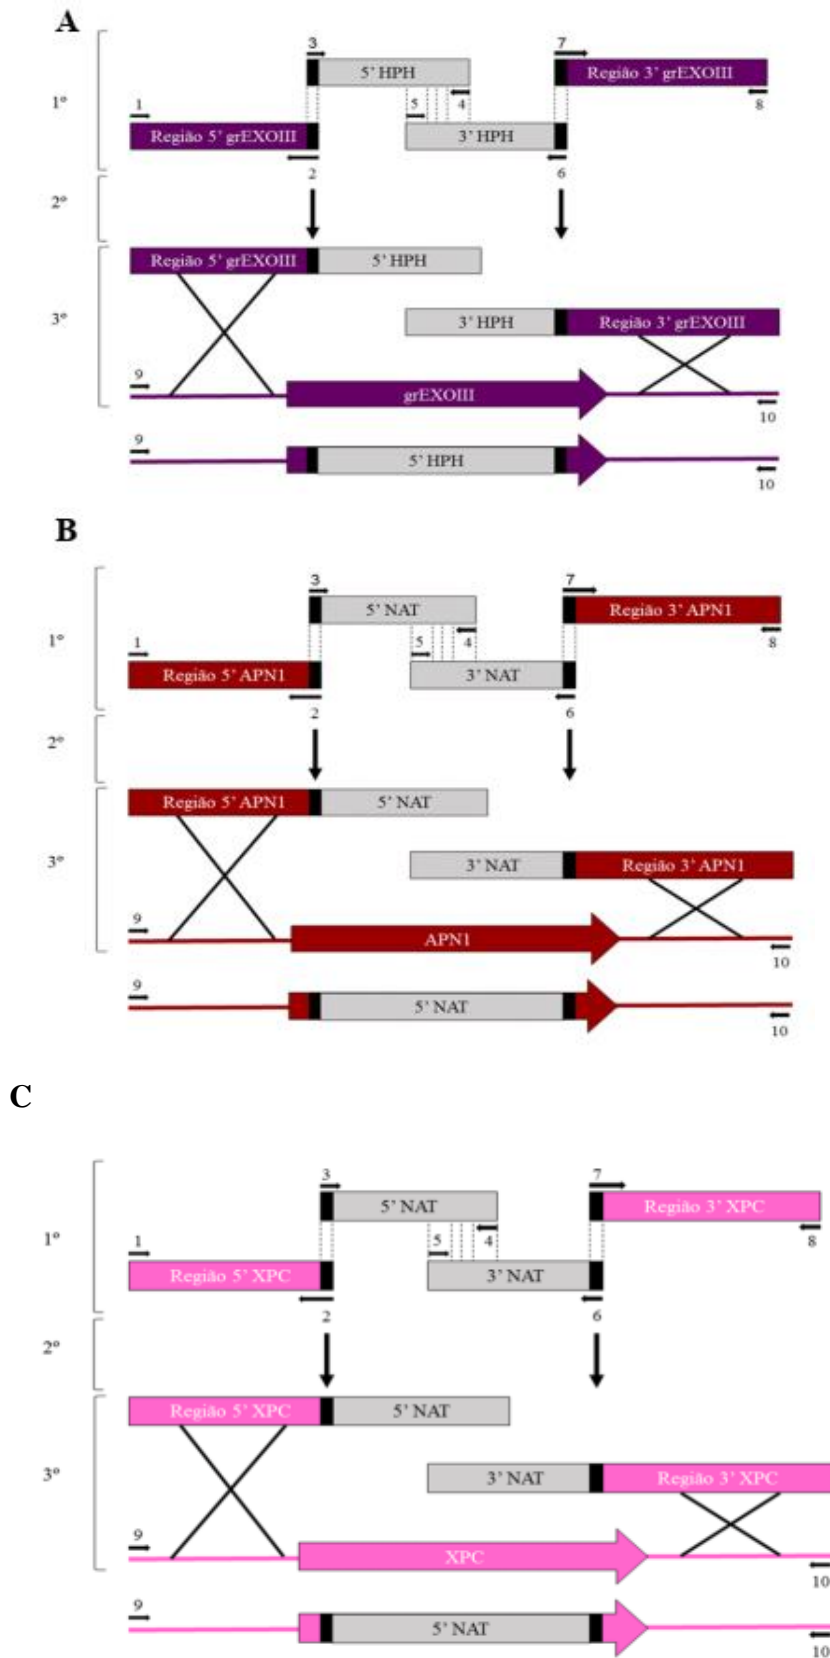 A
1º
3
5' HPH
7
Região 3' grEXOIII
1
5
4
8
Região 5' grEXOIII
3' HPH
2
6
2º
3º
Região 5' grEXOIII
5' HPH
3' HPH
Região 3' grEXOIII
9
grEXOIII
10
9
5' HPH
10
B
1º
3
5' NAT
7
Região 3' APN1
1
5
4
8
Região 5' APN1
3' NAT
2
6
2º
3º
Região 5' APN1
5' NAT
3' NAT
Região 3' APN1
9
APN1
10
9
5' NAT
10
C
1º
3
5' NAT
7
Região 3' XPC
1
5
4
8
Região 5' XPC
3' NAT
2
6
2º
3º
Região 5' XPC
5' NAT
3' NAT
Região 3' XPC
9
XPC
10
9
5' NAT
10